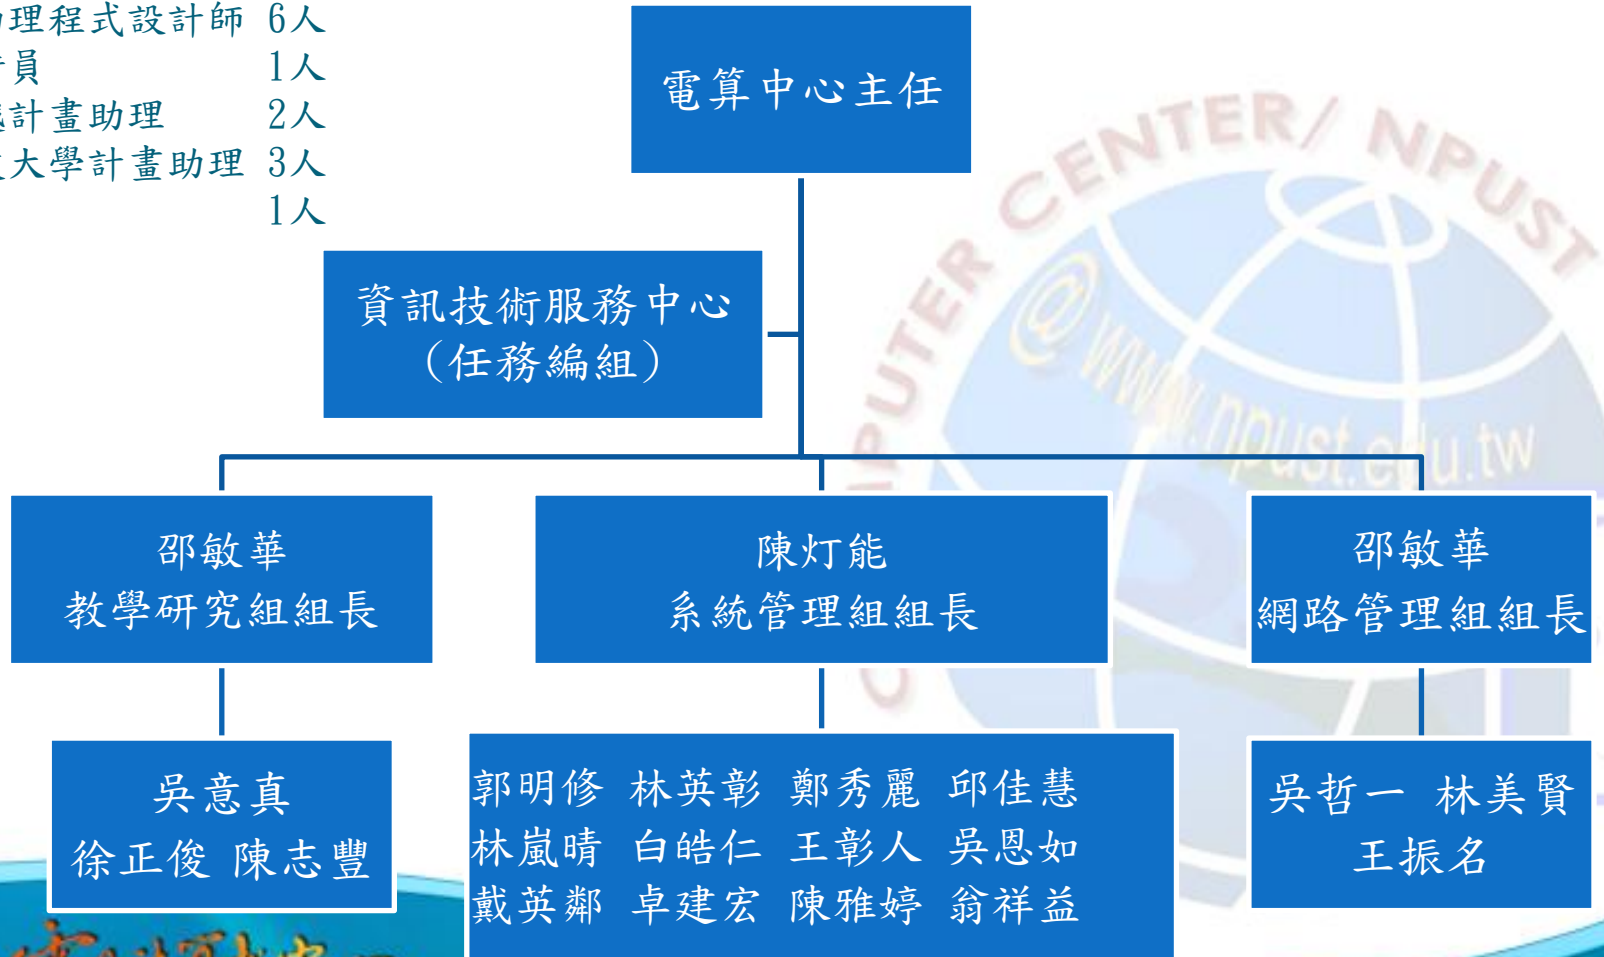 理程式設計師 6人
員 1人
計畫助理 2人
大學計畫助理 3人
1人
電算中心主任
資訊技術服務中心
(任務編組)
邵敏華
教學研究組組長
陳灯能
系統管理組組長
邵敏華
網路管理組組長
吳意真
徐正俊 陳志豐
郭明修 林英彰 鄭秀麗 邱佳慧
林嵐晴 白皓仁 王彰人 吳恩如
戴英鄰 卓建宏 陳雅婷 翁祥益
吳哲一 林美賢
王振名
COMPUTER CENTER/ NPUST
@ www.npust.edu.tw